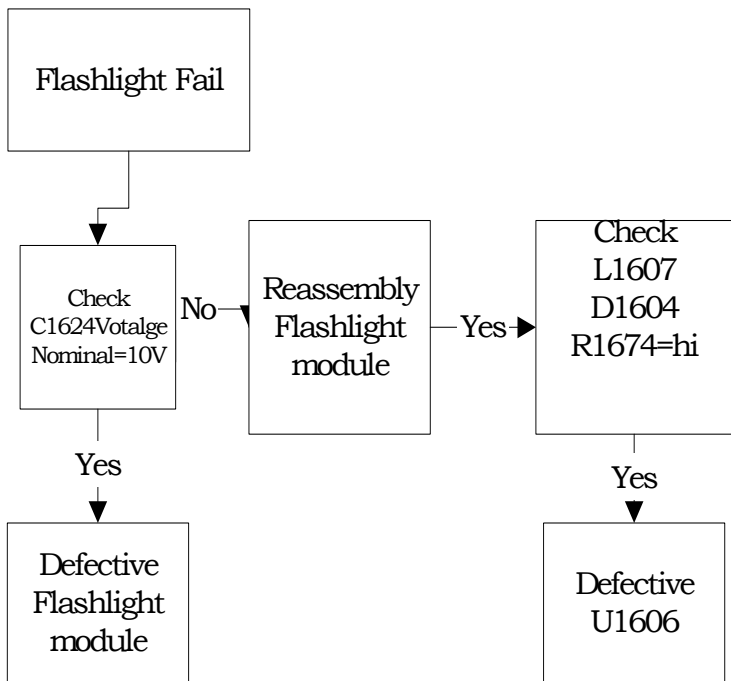 Flashlight Fail
Check
C1624Votalge
Nominal=10V
No
Reassembly
Flashlight
module
Yes
Check
L1607
D1604
R1674=hi
Yes
Defective
Flashlight
module
Yes
Defective
U1606